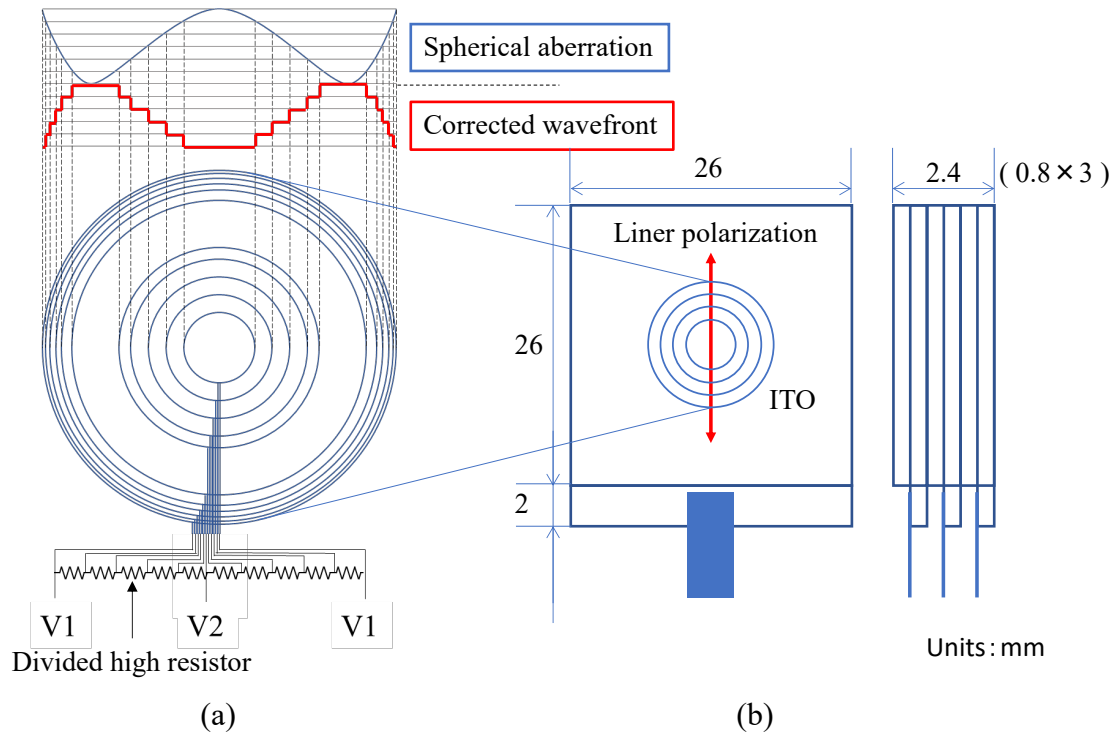 Spherical aberration
Corrected wavefront
V1
V2
V1
Divided high resistor
(a)
26
2.4
( 0.8×3 )
Liner polarization
26
ITO
2
Units : mm
(b)